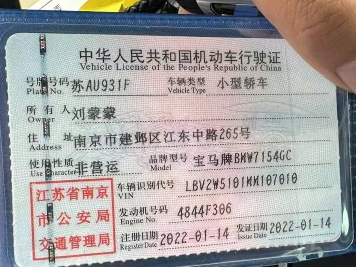 中华人民共和国机动车行驶证
Vehicle License of the People's Republic of China
号牌号码 苏AU931F 车辆类型 小型轿车
Plate No. Vehicle Type
所有人 刘蒙蒙
Owner
住址 南京市建邺区江东中路265号
Address
使用性质 非营运 品牌型号 宝马牌BMW7154GC
Use Character Model
江苏省南京市公安局交通管理局
车辆识别代号 LBV2W5101MM107010
VIN
发动机号码 4844F306
Engine No.
注册日期 2022-01-14 发证日期 2022-01-14
Register Date Issue Date